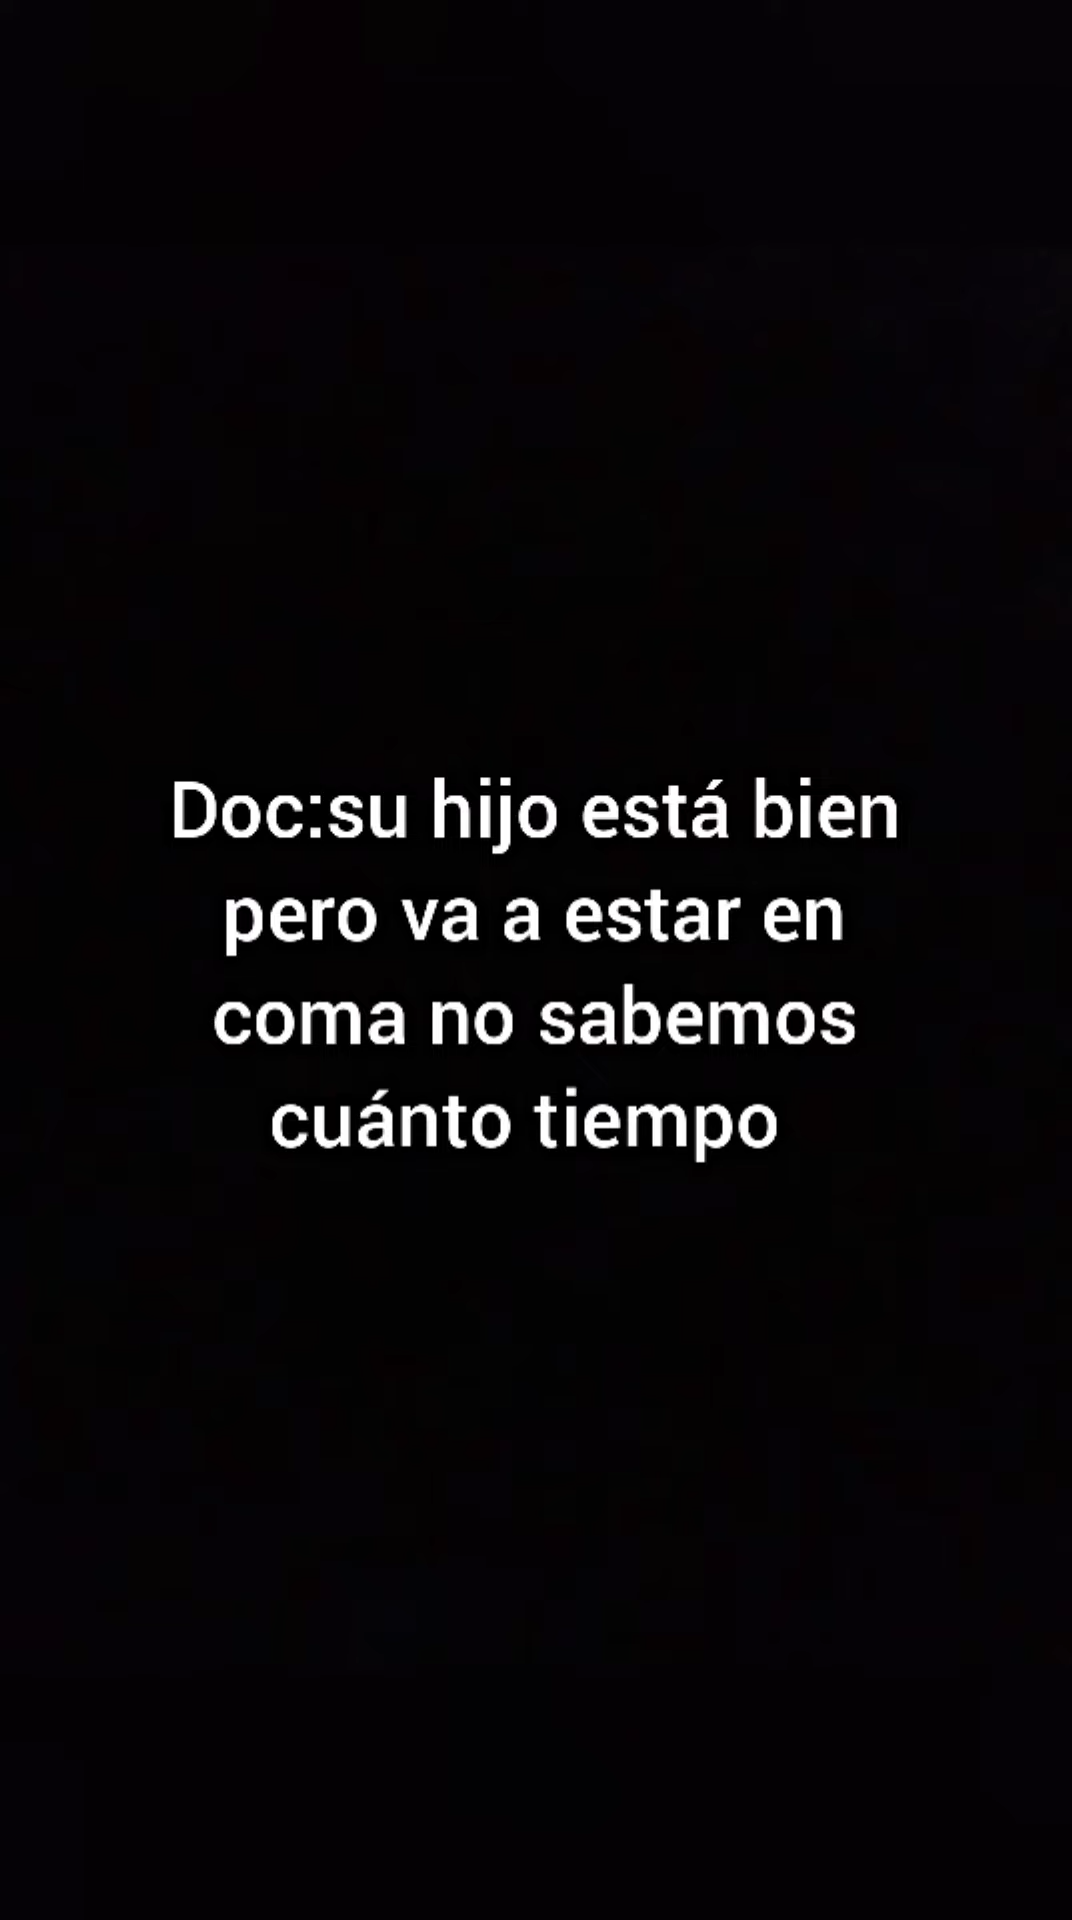 Doc:su hijo está bien
pero va a estar en
coma no sabemos
cuánto tiempo